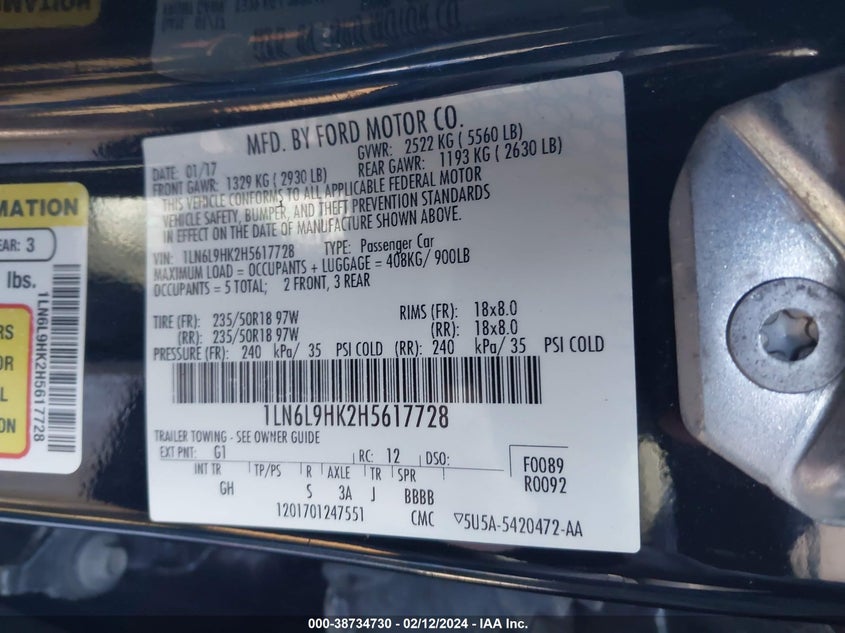 MFD. BY FORD MOTOR CO.
DATE: 01/17 GVWR: 2522 KG ( 5560 LB)
FRONT GAWR: 1329 KG ( 2930 LB) REAR GAWR: 1193 KG ( 2630 LB)
THIS VEHICLE CONFORMS TO ALL APPLICABLE FEDERAL MOTOR
VEHICLE SAFETY, BUMPER, AND THEFT PREVENTION STANDARDS
IN EFFECT ON THE DATE OF MANUFACTURE SHOWN ABOVE.
VIN: 1LN6L9HK2H5617728 TYPE: Passenger Car
MAXIMUM LOAD = OCCUPANTS + LUGGAGE = 408KG/ 900LB
OCCUPANTS = 5 TOTAL; 2 FRONT, 3 REAR
TIRE (FR): 235/50R18 97W RIMS (FR): 18x8.0
(RR): 235/50R18 97W (RR): 18x8.0
PRESSURE (FR): 240 kPa/ 35 PSI COLD (RR): 240 kPa/ 35 PSI COLD
1LN6L9HK2H5617728
TRAILER TOWING - SEE OWNER GUIDE
EXT PNT: G1 RC: 12 DSO: F0089
R0092
INT TR TP/PS R AXLE TR SPR
GH S 3A J BBBB
1201701247551 CMC 5U5A-5420472-AA
MATION
EAR: 3
lbs.
RS
OR
AL
1LN6L9HK2H5617728
000-38734730 - 02/12/2024 - IAA Inc.